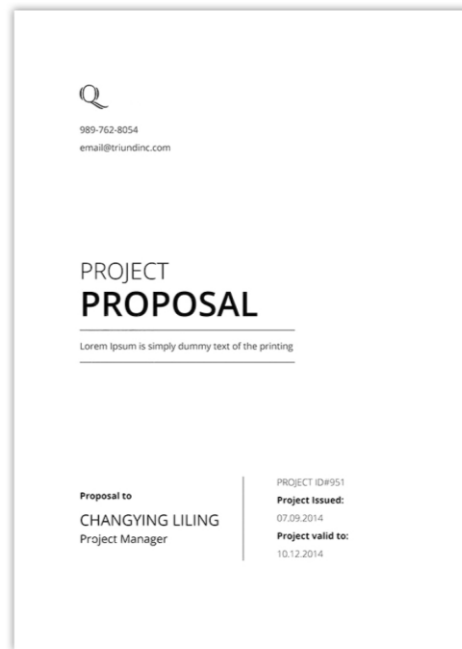 Q
989-762-8054
email@triundinc.com
PROJECT
PROPOSAL
Lorem Ipsum is simply dummy text of the printing
Proposal to
CHANGYING LILING
Project Manager
PROJECT ID#951
Project Issued:
07.09.2014
Project valid to:
10.12.2014